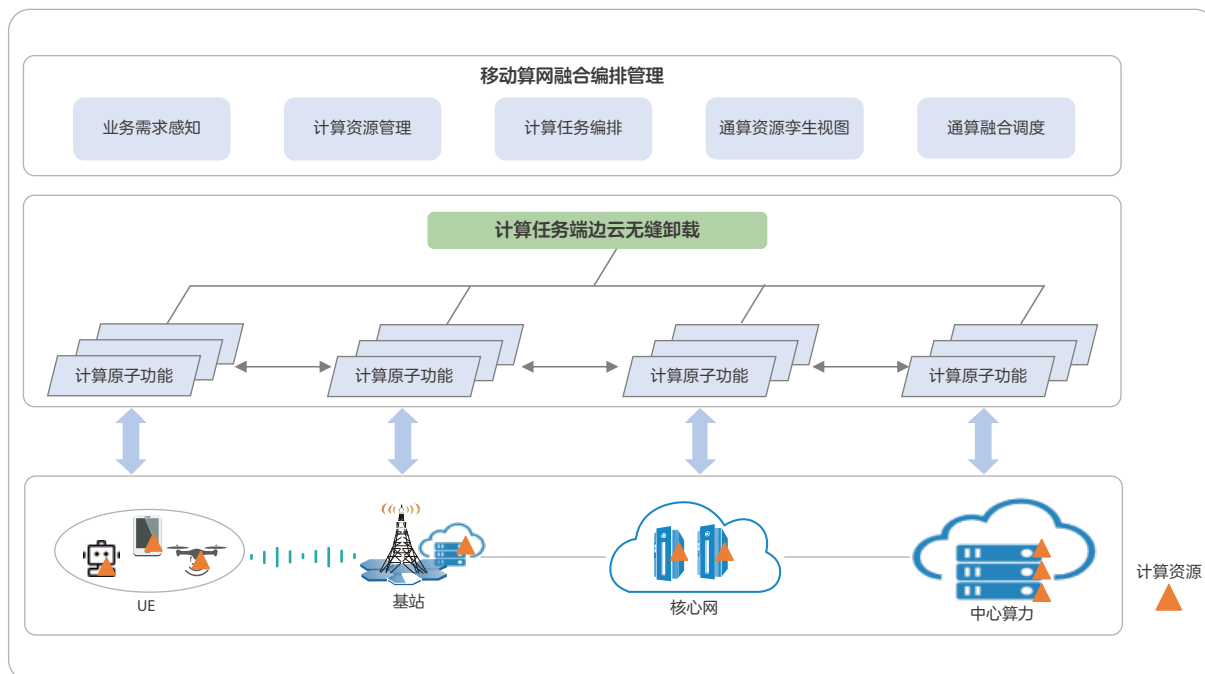 移动算网融合编排管理
业务需求感知
计算资源管理
计算任务编排
通算资源孪生视图
通算融合调度
计算任务端边云无缝卸载
计算原子功能
计算原子功能
计算原子功能
计算原子功能
UE
基站
核心网
中心算力
计算资源